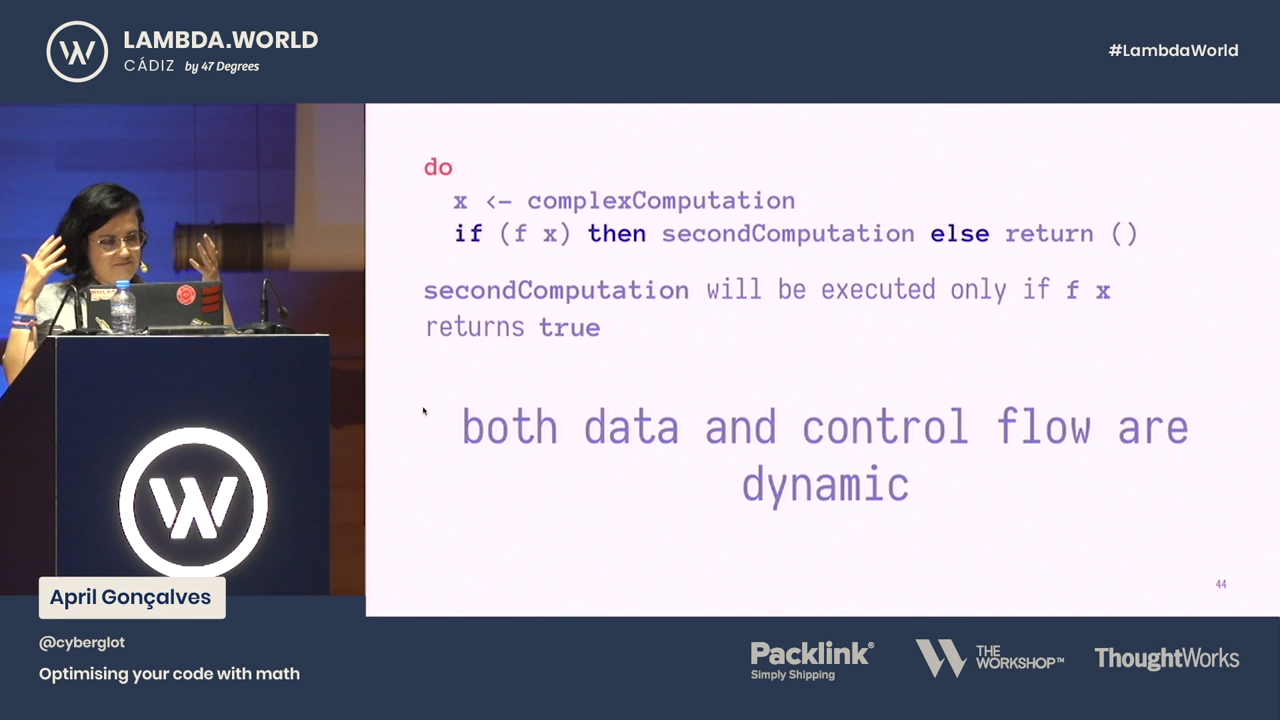 LAMBDA.WORLD
CÁDIZ by 47 Degrees
#LambdaWorld
do
x <- complexComputation
if (f x) then secondComputation else return ()
secondComputation will be executed only if f x
returns true
both data and control flow are
dynamic
44
April Gonçalves
@cyberglot
Optimising your code with math
Packlink®
Simply Shipping
THE
WORKSHOP™
ThoughtWorks